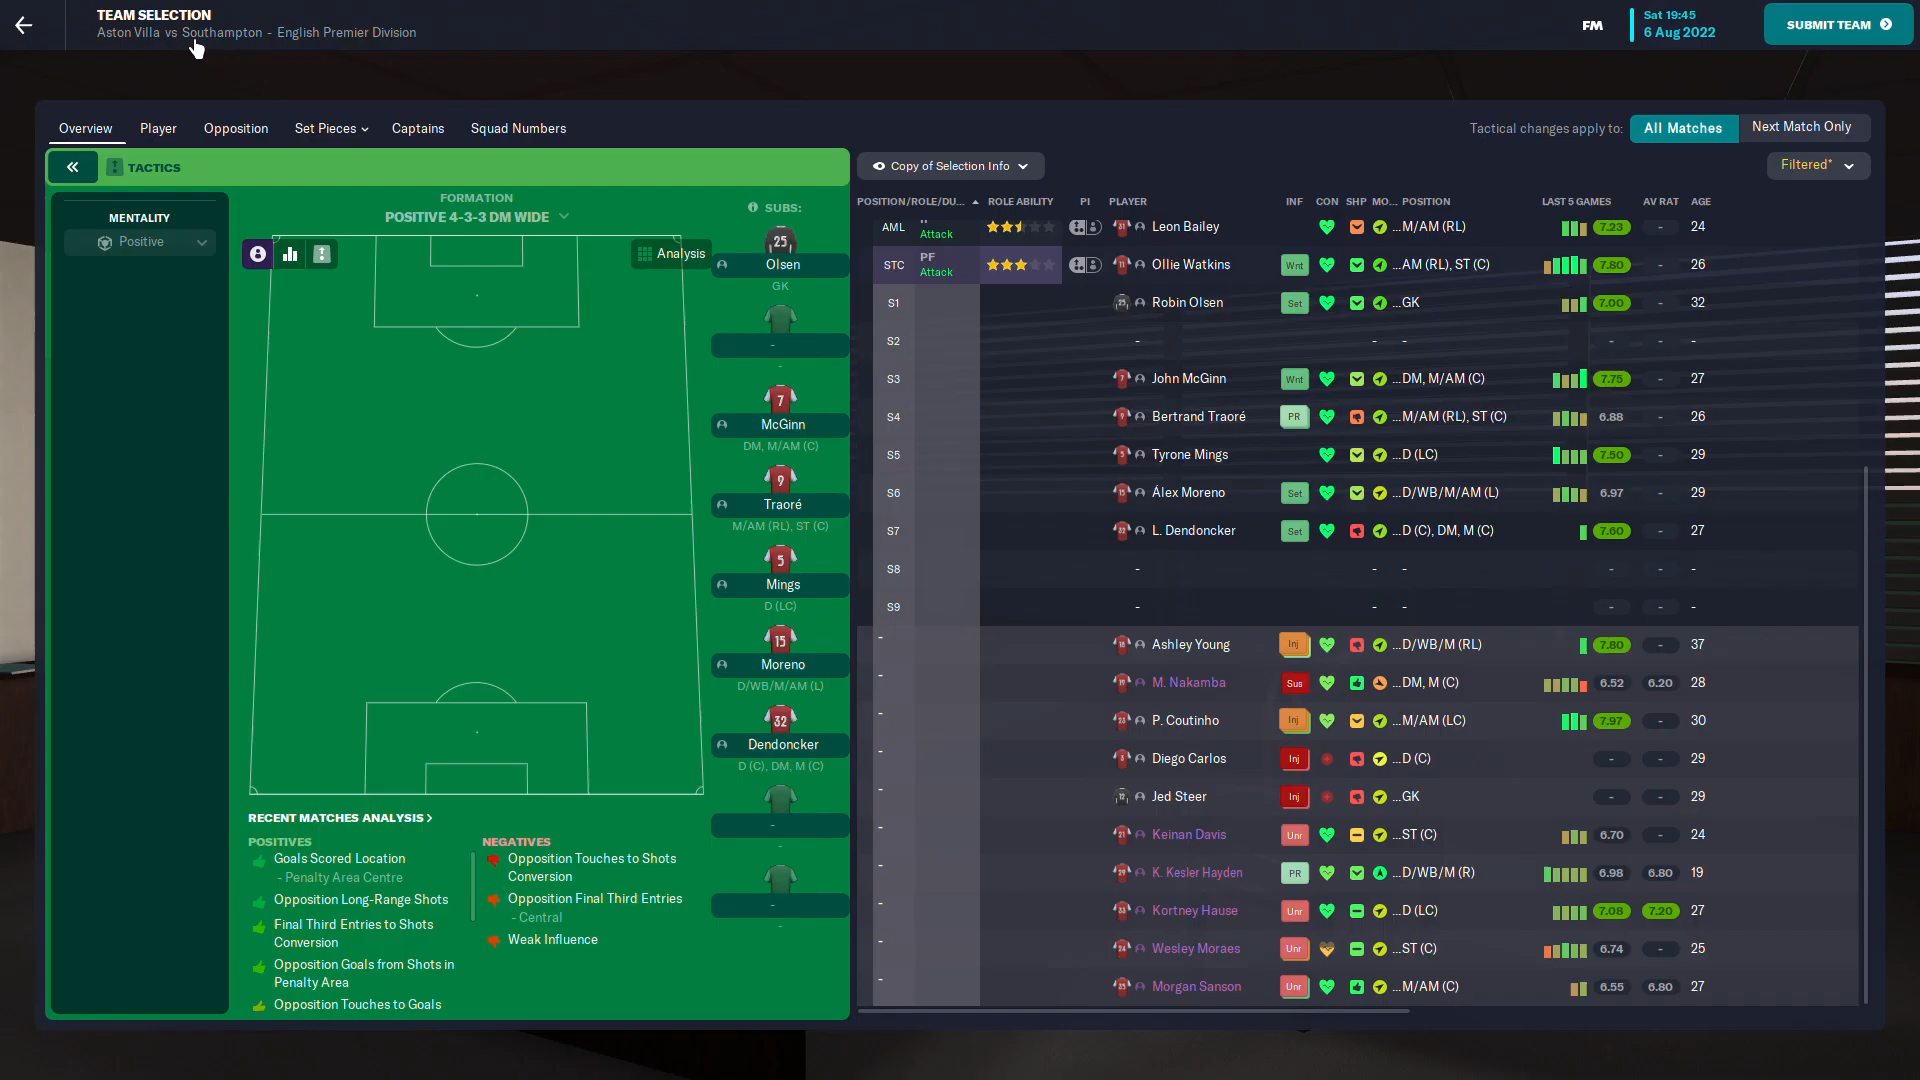 TEAM SELECTION
Aston Villa vs Southampton - English Premier Division
FM
Sat 19:45
6 Aug 2022
SUBMIT TEAM
Overview
Player
Opposition
Set Pieces
Captains
Squad Numbers
Tactical changes apply to:
All Matches
Next Match Only
TACTICS
Copy of Selection Info
Filtered*
MENTALITY
Positive
FORMATION
POSITIVE 4-3-3 DM WIDE
SUBS:
Analysis
25
Olsen
GK
-
-
7
McGinn
DM, M/AM (C)
9
Traoré
M/AM (RL), ST (C)
5
Mings
D (LC)
15
Moreno
D/WB/M/AM (L)
32
Dendoncker
D (C), DM, M (C)
-
-
-
-
RECENT MATCHES ANALYSIS >
POSITIVES
Goals Scored Location
- Penalty Area Centre
Opposition Long-Range Shots
Final Third Entries to Shots
Conversion
Opposition Goals from Shots in
Penalty Area
Opposition Touches to Goals
NEGATIVES
Opposition Touches to Shots
Conversion
Opposition Final Third Entries
- Central
Weak Influence
POSITION/ROLE/DU... ROLE ABILITY PI PLAYER INF CON SHP MO... POSITION LAST 5 GAMES AV RAT AGE
AML Attack Leon Bailey M/AM (RL) 7.23 - 24
STC PF Attack Ollie Watkins Wnt ...AM (RL), ST (C) 7.80 - 26
S1 Robin Olsen Set ...GK 7.00 - 32
S2 - - - - - -
S3 John McGinn Wnt ...DM, M/AM (C) 7.75 - 27
S4 Bertrand Traoré PR ...M/AM (RL), ST (C) 6.88 - 26
S5 Tyrone Mings ...D (LC) 7.50 - 29
S6 Álex Moreno Set ...D/WB/M/AM (L) 6.97 - 29
S7 L. Dendoncker Set ...D (C), DM, M (C) 7.60 - 27
S8 - - - - - -
S9 - - - - - -
- Ashley Young Inj ...D/WB/M (RL) 7.80 - 37
- M. Nakamba Sus ...DM, M (C) 6.52 6.20 28
- P. Coutinho Inj ...M/AM (LC) 7.97 - 30
- Diego Carlos Inj ...D (C) - - 29
- Jed Steer Inj ...GK - - 29
- Keinan Davis Unr ...ST (C) 6.70 - 24
- K. Kesler Hayden PR ...D/WB/M (R) 6.98 6.80 19
- Kortney Hause Unr ...D (LC) 7.08 7.20 27
- Wesley Moraes Unr ...ST (C) 6.74 - 25
- Morgan Sanson Unr ...M/AM (C) 6.55 6.80 27